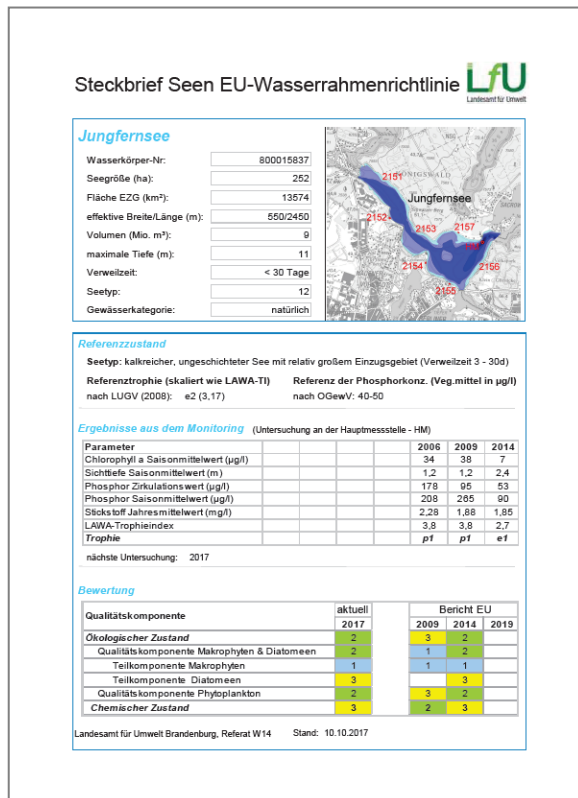 Steckbrief Seen EU-Wasserrahmenrichtlinie
LfU
Landesamt für Umwelt
Jungfernsee
Wasserkörper-Nr: 800015837
Seegröße (ha): 252
Fläche EZG (km²): 13574
effektive Breite/Länge (m): 550/2450
Volumen (Mio. m³): 9
maximale Tiefe (m): 11
Verweilzeit: < 30 Tage
Seetyp: 12
Gewässerkategorie: natürlich
2151
Jungfernsee
2152
2153
2157
2154
2156
2155
Referenzzustand
Seetyp: kalkreicher, ungeschichteter See mit relativ großem Einzugsgebiet (Verweilzeit 3 - 30d)
Referenztrophie (skaliert wie LAWA-TI) Referenz der Phosphorkonz. (Veg.mittel in µg/l)
nach LUGV (2008): e2 (3,17) nach OGewV: 40-50
Ergebnisse aus dem Monitoring (Untersuchung an der Hauptmessstelle - HM)
Parameter 2006 2009 2014
Chlorophyll a Saisonmittelwert (µg/l) 34 38 7
Sichttiefe Saisonmittelwert (m) 1,2 1,2 2,4
Phosphor Zirkulationswert (µg/l) 178 95 53
Phosphor Saisonmittelwert (µg/l) 208 265 90
Stickstoff Jahresmittelwert (mg/l) 2,28 1,88 1,85
LAWA-Trophieindex 3,8 3,8 2,7
Trophie p1 p1 e1
nächste Untersuchung: 2017
Bewertung
Qualitätskomponente aktuell Bericht EU
2017 2009 2014 2019
Ökologischer Zustand 2 3 2
Qualitätskomponente Makrophyten & Diatomeen 2 1 2
Teilkomponente Makrophyten 1 1 1
Teilkomponente Diatomeen 3 3
Qualitätskomponente Phytoplankton 2 3 2
Chemischer Zustand 3 2 3
Landesamt für Umwelt Brandenburg, Referat W14 Stand: 10.10.2017